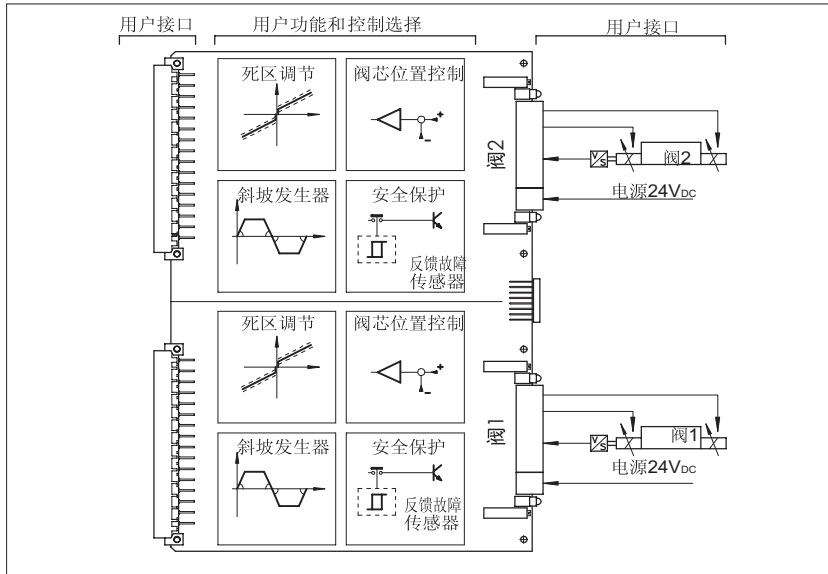 用户接口
用户功能和控制选择
用户接口
死区调节
阀芯位置控制
+
-
斜坡发生器
安全保护
反馈故障
传感器
阀2
V/S
阀2
电源24VDC
死区调节
阀芯位置控制
+
-
斜坡发生器
安全保护
反馈故障
传感器
阀1
V/S
阀1
电源24VDC